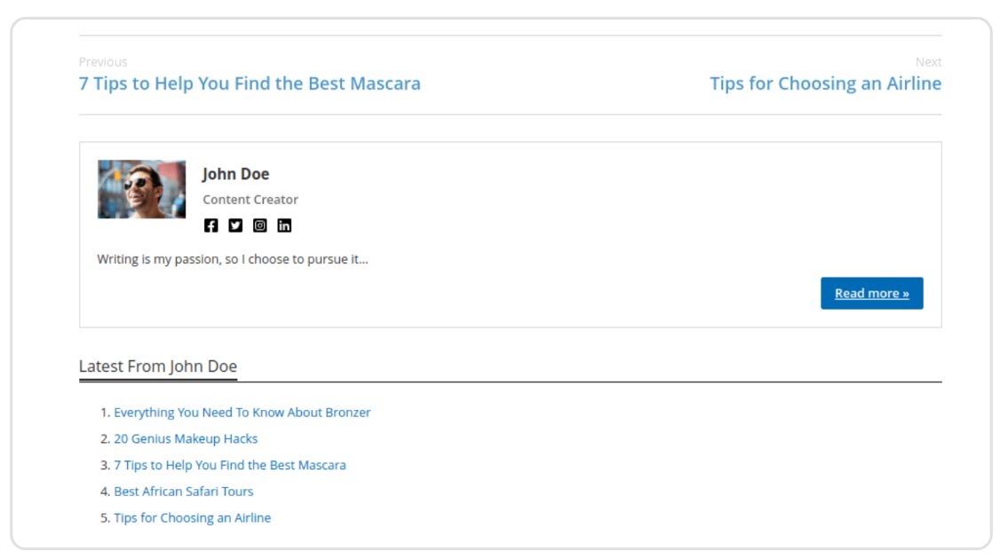 Previous
Next
7 Tips to Help You Find the Best Mascara
Tips for Choosing an Airline
John Doe
Content Creator
Writing is my passion, so I choose to pursue it...
Read more »
Latest From John Doe
1. Everything You Need To Know About Bronzer
2. 20 Genius Makeup Hacks
3. 7 Tips to Help You Find the Best Mascara
4. Best African Safari Tours
5. Tips for Choosing an Airline